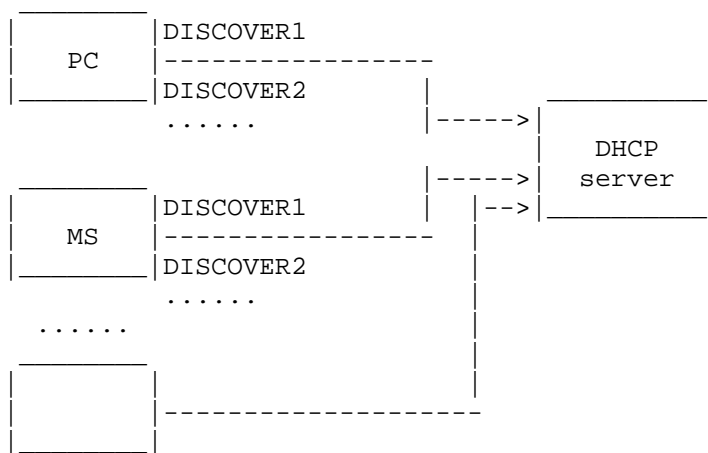 DISCOVER1
PC
DISCOVER2
......
DHCP
server
DISCOVER1
MS
DISCOVER2
......
......